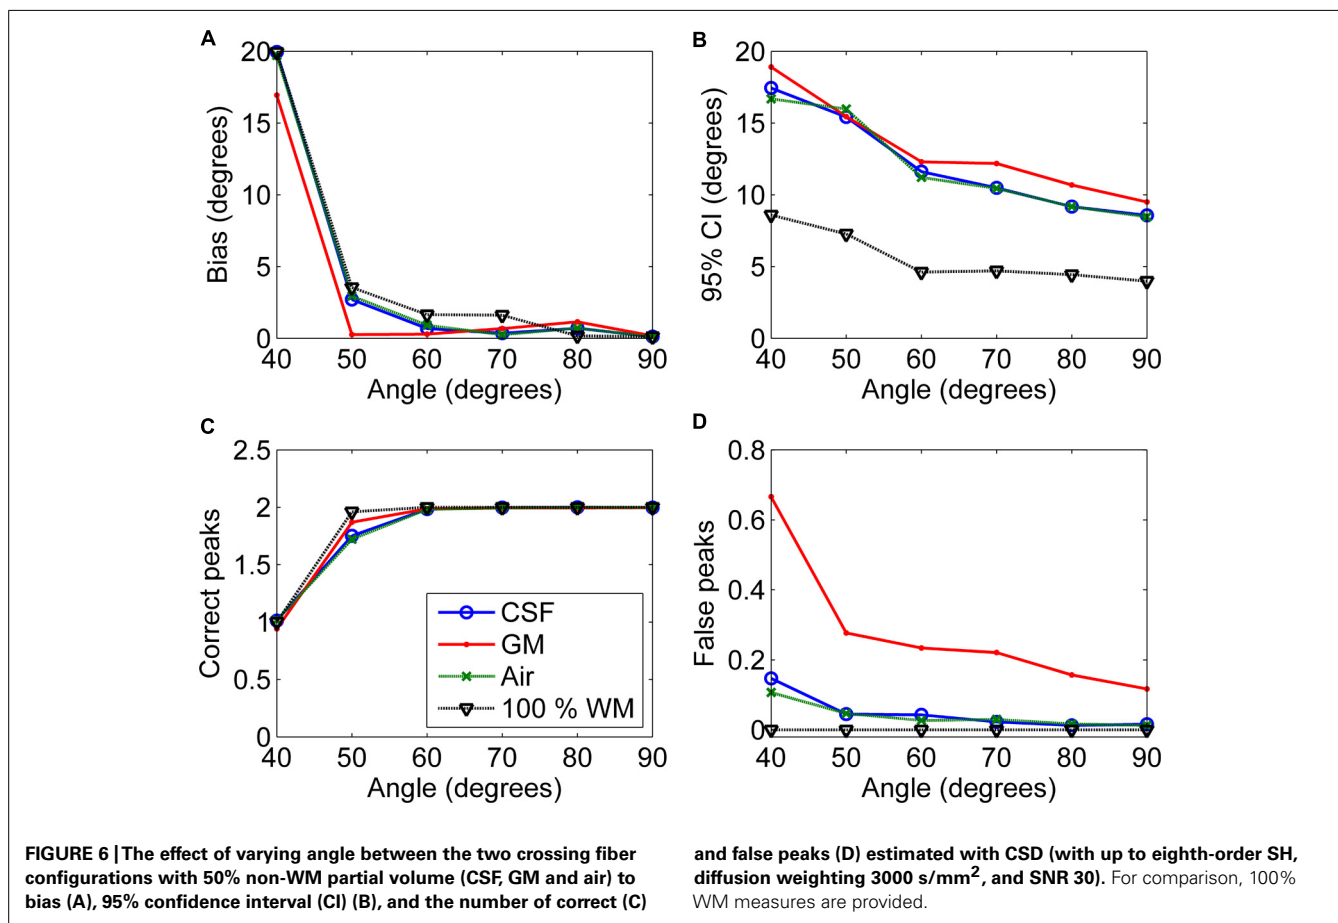 A
20
15
10
5
0
Bias (degrees)
40 50 60 70 80 90
Angle (degrees)
B
20
15
10
5
0
95% CI (degrees)
40 50 60 70 80 90
Angle (degrees)
C
2.5
2
1.5
1
0.5
0
Correct peaks
CSF
GM
Air
100 % WM
40 50 60 70 80 90
Angle (degrees)
D
0.8
0.6
0.4
0.2
0
False peaks
40 50 60 70 80 90
Angle (degrees)
FIGURE 6 | The effect of varying angle between the two crossing fiber
configurations with 50% non-WM partial volume (CSF, GM and air) to
bias (A), 95% confidence interval (CI) (B), and the number of correct (C)
and false peaks (D) estimated with CSD (with up to eighth-order SH,
diffusion weighting 3000 s/mm², and SNR 30). For comparison, 100%
WM measures are provided.